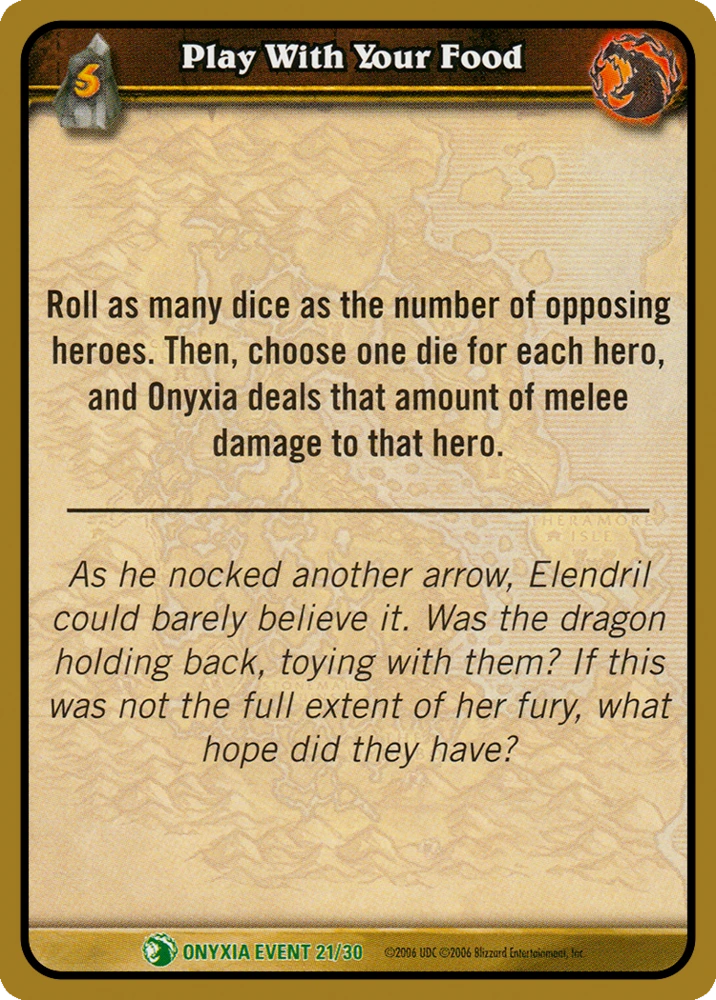 5
Play With Your Food
Roll as many dice as the number of opposing
heroes. Then, choose one die for each hero,
and Onyxia deals that amount of melee
damage to that hero.
THERAMORE
ISLE
As he nocked another arrow, Elendril
could barely believe it. Was the dragon
holding back, toying with them? If this
was not the full extent of her fury, what
hope did they have?
ONYXIA EVENT 21/30 ©2006 UDC ©2006 Blizzard Entertainment, Inc.